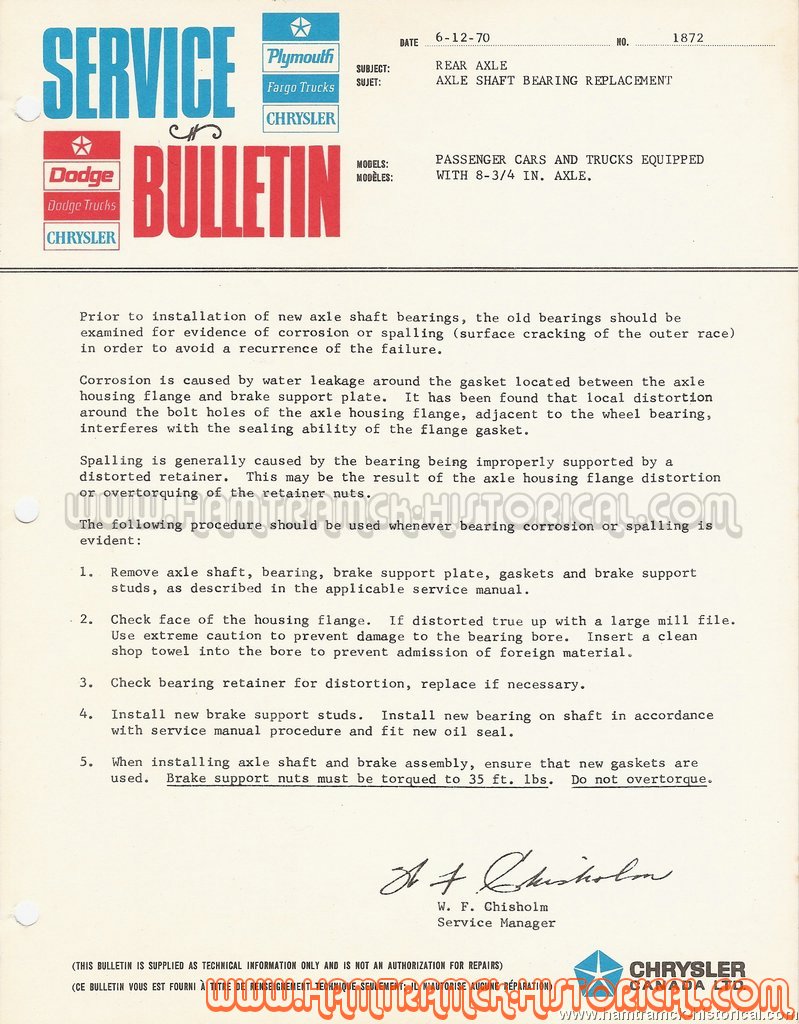 SERVICE
Plymouth
Fargo Trucks
CHRYSLER
Dodge
Dodge Trucks
CHRYSLER
BULLETIN
DATE 6-12-70 NO. 1872
SUBJECT: REAR AXLE
SUJET: AXLE SHAFT BEARING REPLACEMENT
MODELS: PASSENGER CARS AND TRUCKS EQUIPPED
MODÈLES: WITH 8-3/4 IN. AXLE.
Prior to installation of new axle shaft bearings, the old bearings should be
examined for evidence of corrosion or spalling (surface cracking of the outer race)
in order to avoid a recurrence of the failure.
Corrosion is caused by water leakage around the gasket located between the axle
housing flange and brake support plate. It has been found that local distortion
around the bolt holes of the axle housing flange, adjacent to the wheel bearing,
interferes with the sealing ability of the flange gasket.
Spalling is generally caused by the bearing being improperly supported by a
distorted retainer. This may be the result of the axle housing flange distortion
or overtorquing of the retainer nuts.
www.Hamtramck-Historical.com
The following procedure should be used whenever bearing corrosion or spalling is
evident:
1. Remove axle shaft, bearing, brake support plate, gaskets and brake support
studs, as described in the applicable service manual.
2. Check face of the housing flange. If distorted true up with a large mill file.
Use extreme caution to prevent damage to the bearing bore. Insert a clean
shop towel into the bore to prevent admission of foreign material.
3. Check bearing retainer for distortion, replace if necessary.
4. Install new brake support studs. Install new bearing on shaft in accordance
with service manual procedure and fit new oil seal.
5. When installing axle shaft and brake assembly, ensure that new gaskets are
used. Brake support nuts must be torqued to 35 ft. lbs. Do not overtorque.
W F Chisholm
W. F. Chisholm
Service Manager
(THIS BULLETIN IS SUPPLIED AS TECHNICAL INFORMATION ONLY AND IS NOT AN AUTHORIZATION FOR REPAIRS)
(CE BULLETIN VOUS EST FOURNI À TITRE DE RENSEIGNEMENT TECHNIQUE SEULEMENT; IL N'AUTORISE AUCUNE RÉPARATION)
CHRYSLER
CANADA LTD.
www.Hamtramck-Historical.com
www.hamtramck-historical.com